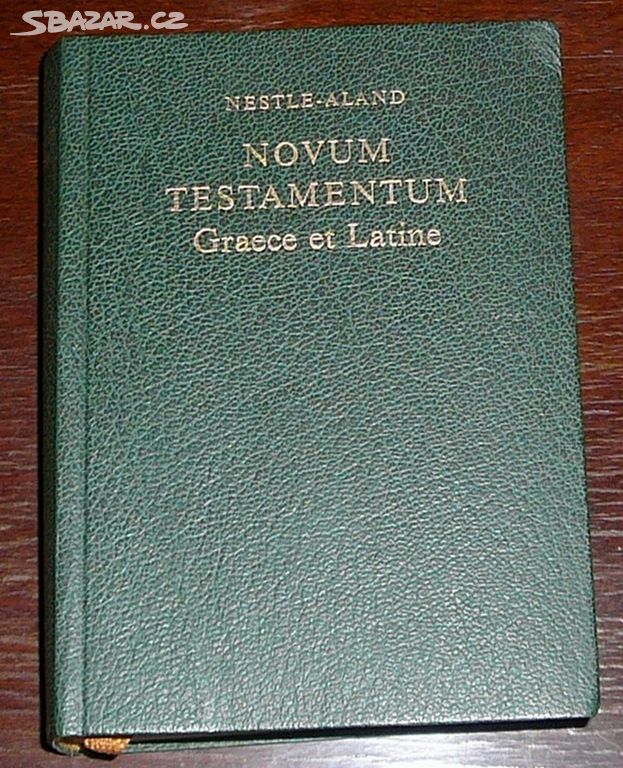 SBAZAR.CZ
NESTLE-ALAND
NOVUM
TESTAMENTUM
Graece et Latine